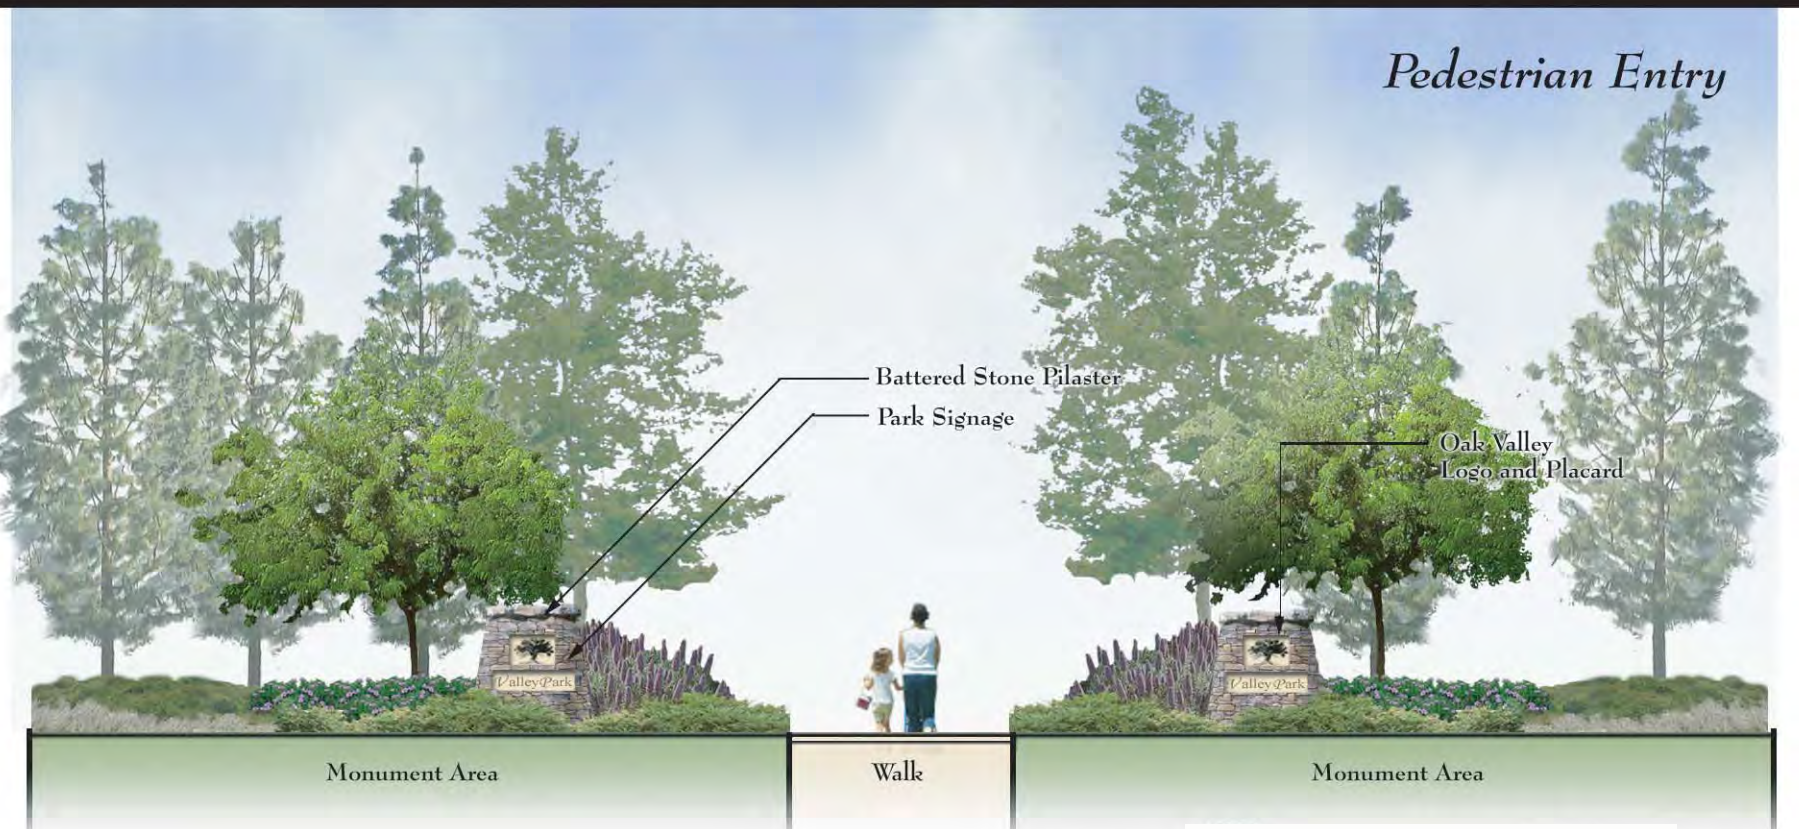 Pedestrian Entry
Battered Stone Pilaster
Park Signage
Oak Valley
Logo and Placard
Valley Park
Valley Park
Monument Area
Walk
Monument Area